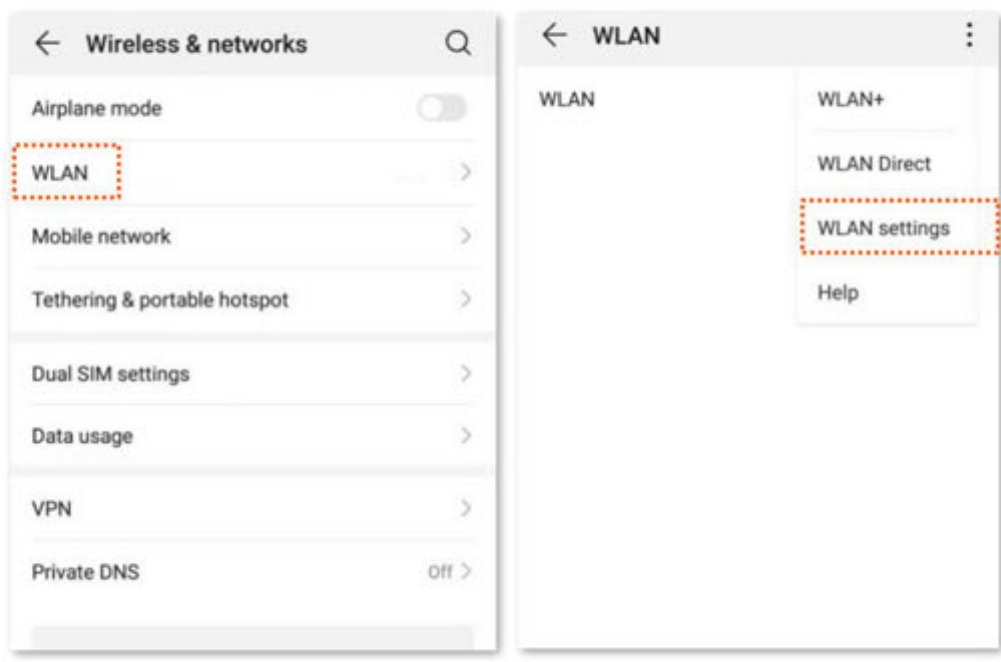 Wireless & networks
Airplane mode
WLAN
Mobile network
Tethering & portable hotspot
Dual SIM settings
Data usage
VPN
Private DNS Off
WLAN
WLAN
WLAN+
WLAN Direct
WLAN settings
Help